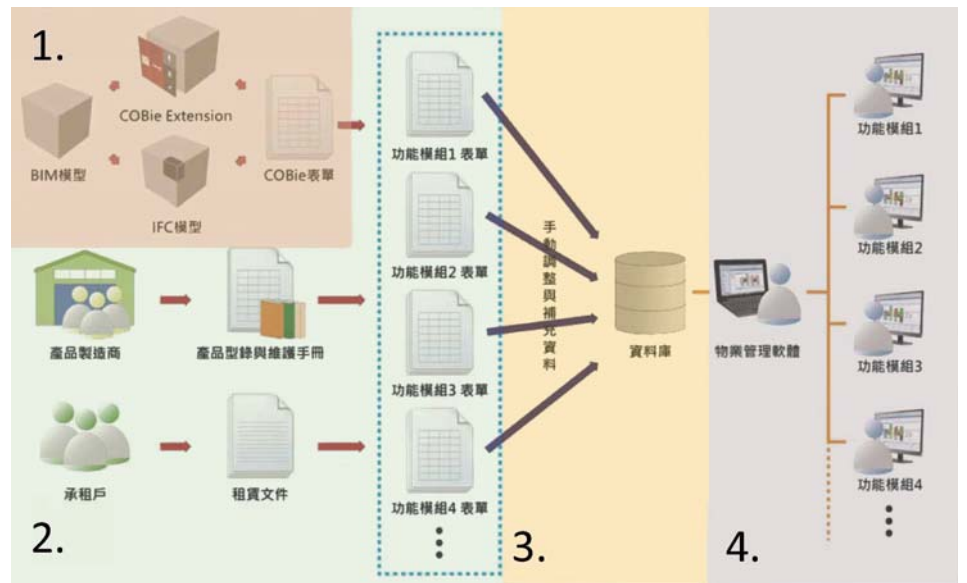 1.
COBie Extension
BIM模型
COBie表單
IFC模型
產品製造商
產品型錄與維護手冊
承租戶
租賃文件
2.
功能模組1 表單
功能模組2 表單
功能模組3 表單
功能模組4 表單
手動調整與補充資料
資料庫
3.
物業管理軟體
功能模組1
功能模組2
功能模組3
功能模組4
4.